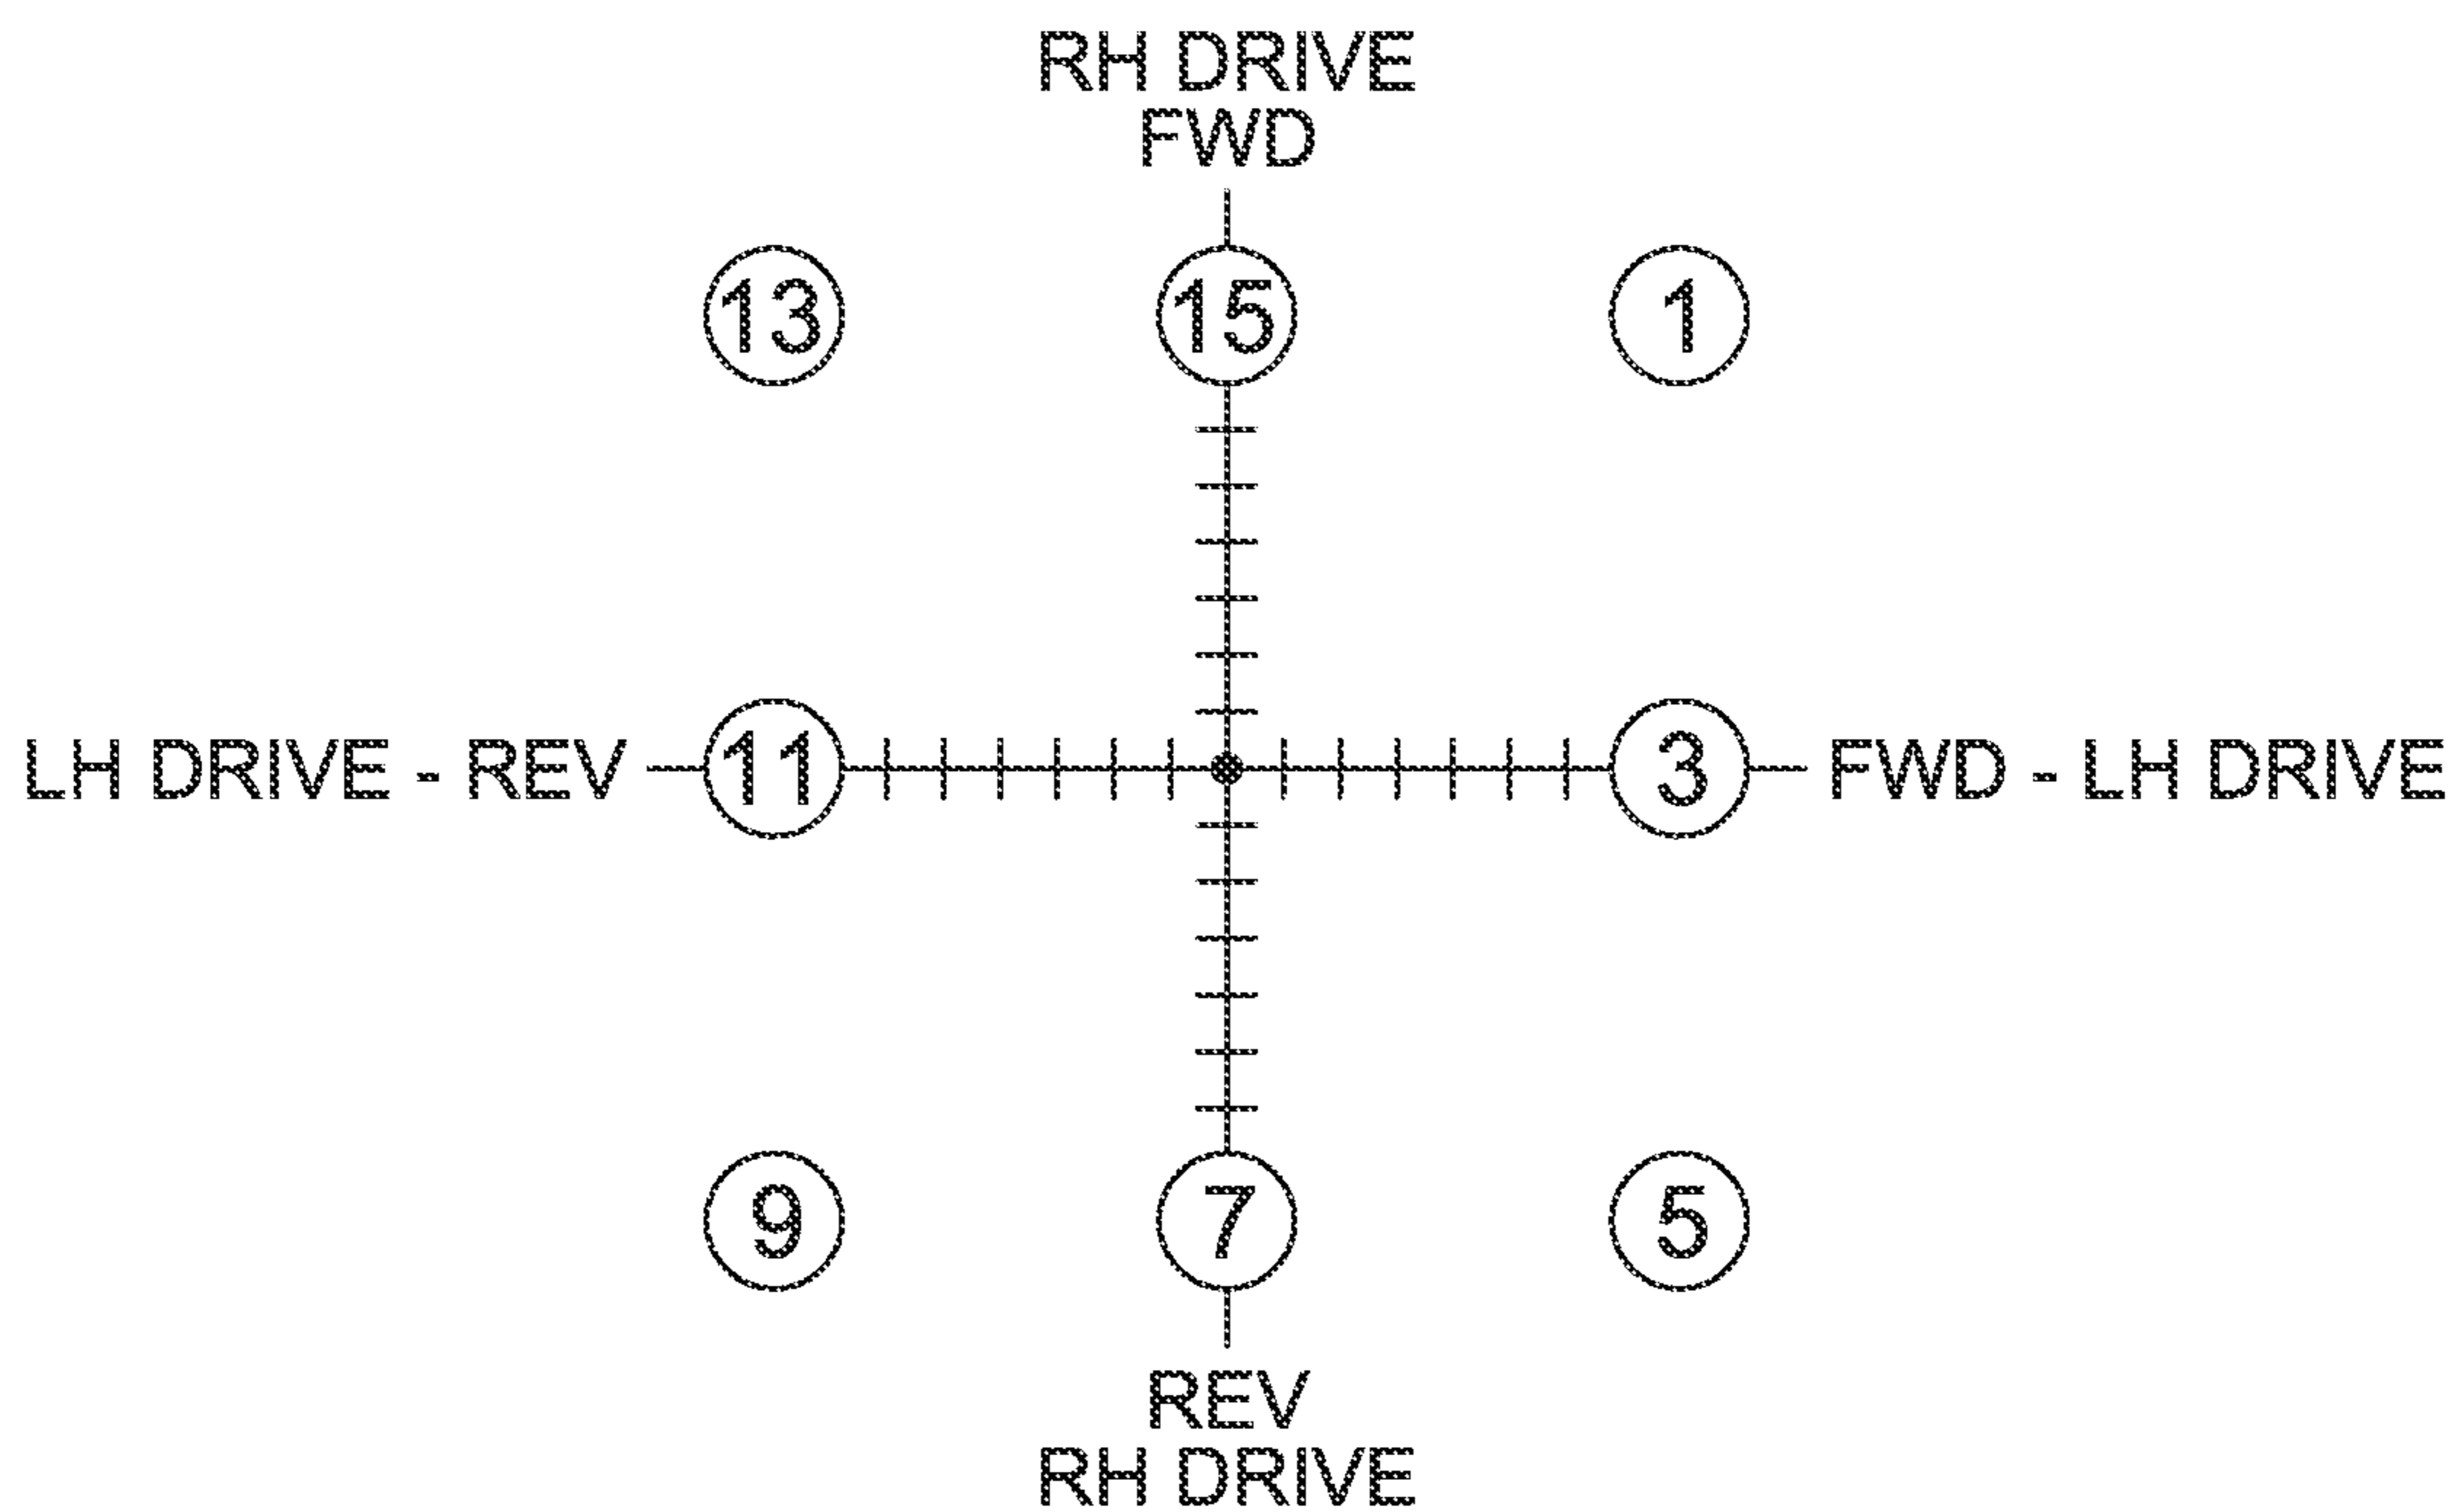 RH DRIVE
FWD
13 15 1
LH DRIVE - REV 11 3 FWD - LH DRIVE
9 7 5
REV
RH DRIVE